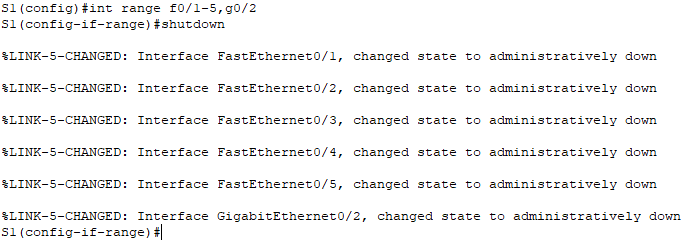 S1(config)#int range f0/1-5,g0/2
S1(config-if-range)#shutdown
%LINK-5-CHANGED: Interface FastEthernet0/1, changed state to administratively down
%LINK-5-CHANGED: Interface FastEthernet0/2, changed state to administratively down
%LINK-5-CHANGED: Interface FastEthernet0/3, changed state to administratively down
%LINK-5-CHANGED: Interface FastEthernet0/4, changed state to administratively down
%LINK-5-CHANGED: Interface FastEthernet0/5, changed state to administratively down
%LINK-5-CHANGED: Interface GigabitEthernet0/2, changed state to administratively down
S1(config-if-range)#